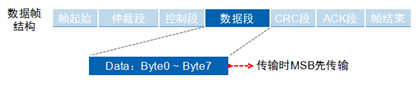 数据帧
结构
帧起始 仲裁段 控制段 数据段 CRC段 ACK段 帧结束
Data：Byte0 ~ Byte7
传输时MSB先传输